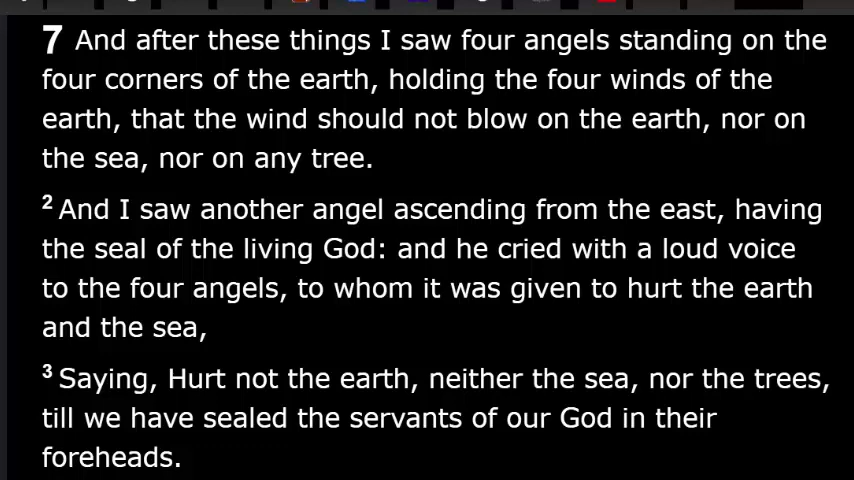 7 And after these things I saw four angels standing on the
four corners of the earth, holding the four winds of the
earth, that the wind should not blow on the earth, nor on
the sea, nor on any tree.
2 And I saw another angel ascending from the east, having
the seal of the living God: and he cried with a loud voice
to the four angels, to whom it was given to hurt the earth
and the sea,
3 Saying, Hurt not the earth, neither the sea, nor the trees,
till we have sealed the servants of our God in their
foreheads.